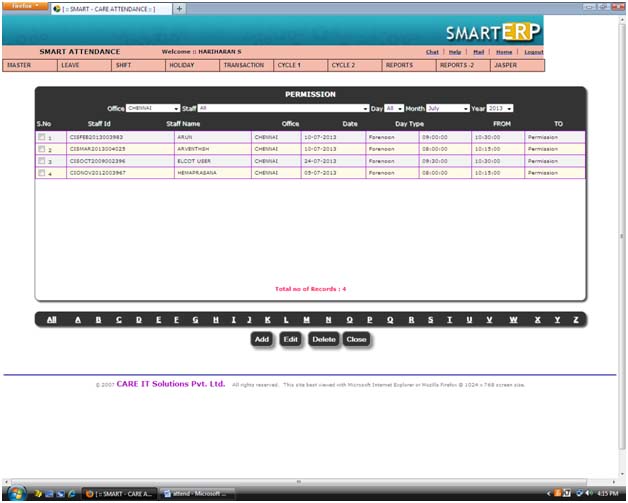 Firefox
[ :: SMART - CARE ATTENDANCE :: ]
SMARTERP
SMART ATTENDANCE Welcome :: HARIHARAN S Chat | Help | Mail | Home | Logout
MASTER LEAVE SHIFT HOLIDAY TRANSACTION CYCLE 1 CYCLE 2 REPORTS REPORTS -2 JASPER
PERMISSION
Office CHENNAI Staff All Day All Month July Year 2013
S.No Staff Id Staff Name Office Date Day Type FROM TO
1 CISFEB2013003983 ARUN CHENNAI 10-07-2013 Forenoon 09:00:00 10:30:00 Permission
2 CISMAR2013004025 ARVENTHSH CHENNAI 10-07-2013 Forenoon 08:00:00 10:15:00 Permission
3 CISOCT2009002396 ELCOT USER CHENNAI 24-07-2013 Forenoon 09:30:00 10:30:00 Permission
4 CISNOV2012003967 HEMAPRASANA CHENNAI 05-07-2013 Forenoon 08:00:00 10:15:00 Permission
Total no of Records : 4
All A B C D E F G H I J K L M N O P Q R S T U V W X Y Z
Add Edit Delete Close
© 2007 CARE IT Solutions Pvt. Ltd. All rights reserved. This site best viewed with Microsoft Internet Explorer or Mozilla Firefox @ 1024 x 768 screen size.
[ :: SMART - CARE A... attend - Microsoft ... 4:15 PM